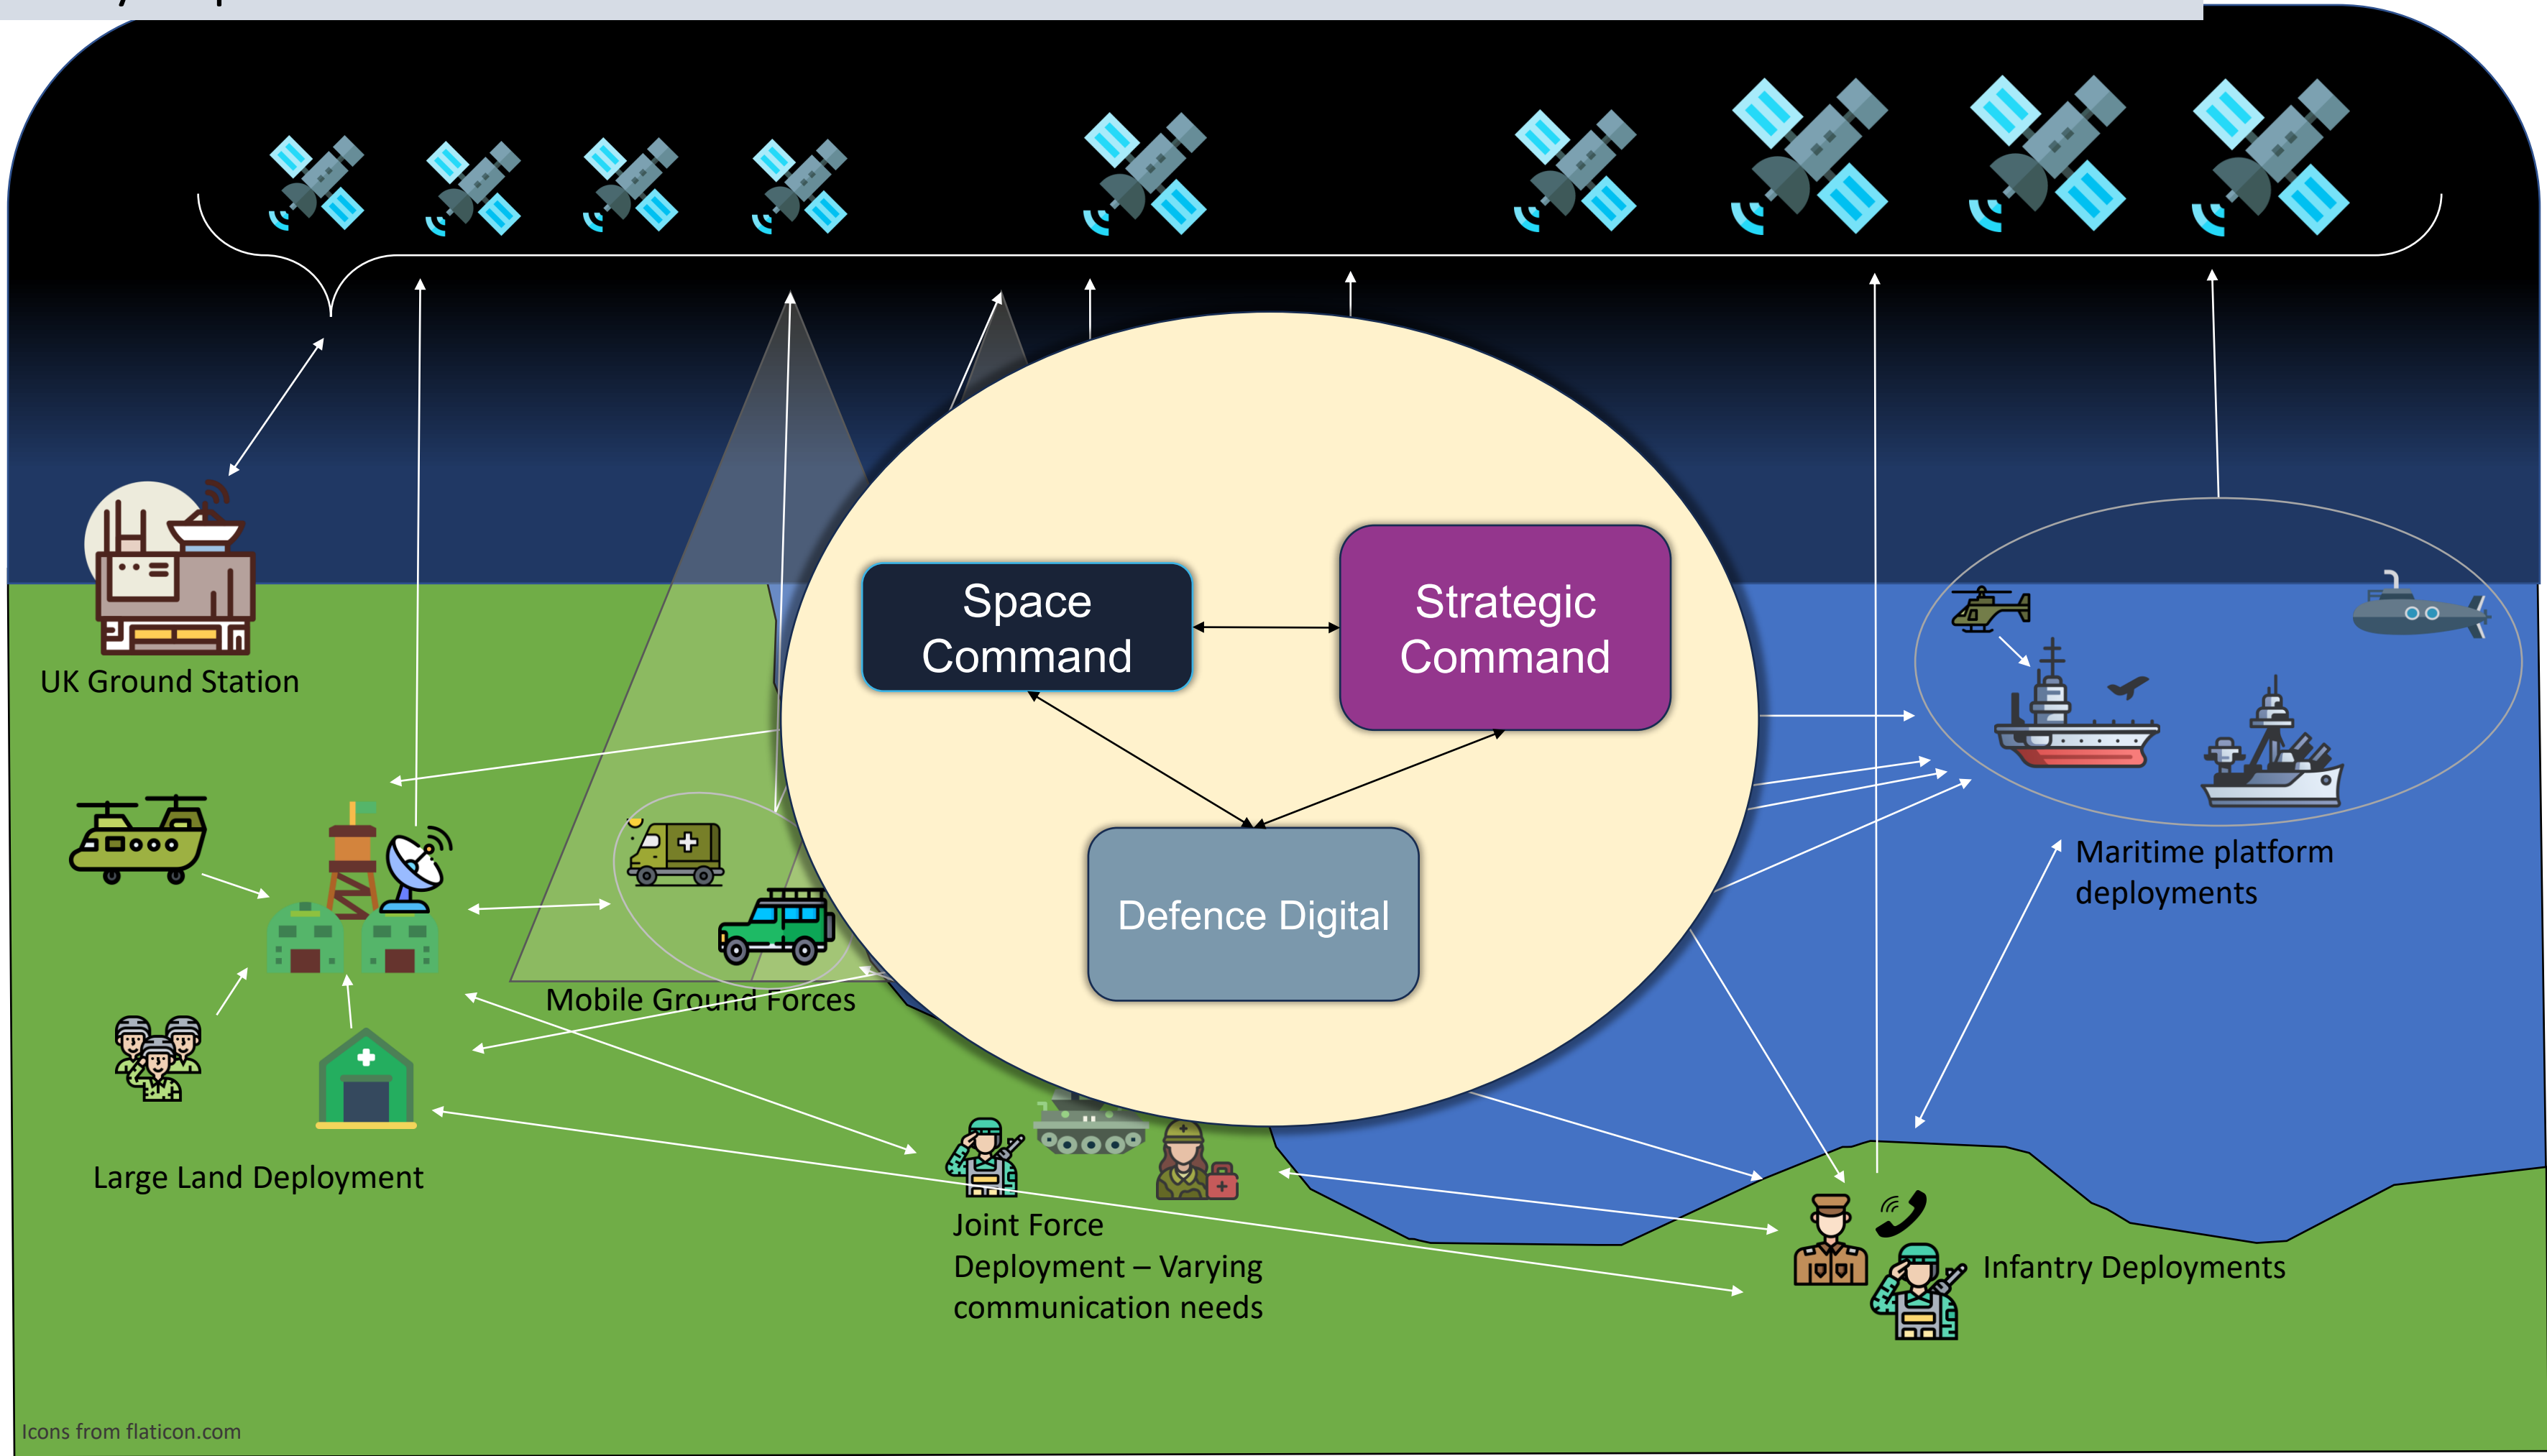 Space
Command
Strategic
Command
UK Ground Station
Defence Digital
Maritime platform
deployments
Mobile Ground Forces
Large Land Deployment
Joint Force
Deployment – Varying
communication needs
Infantry Deployments
Icons from flaticon.com